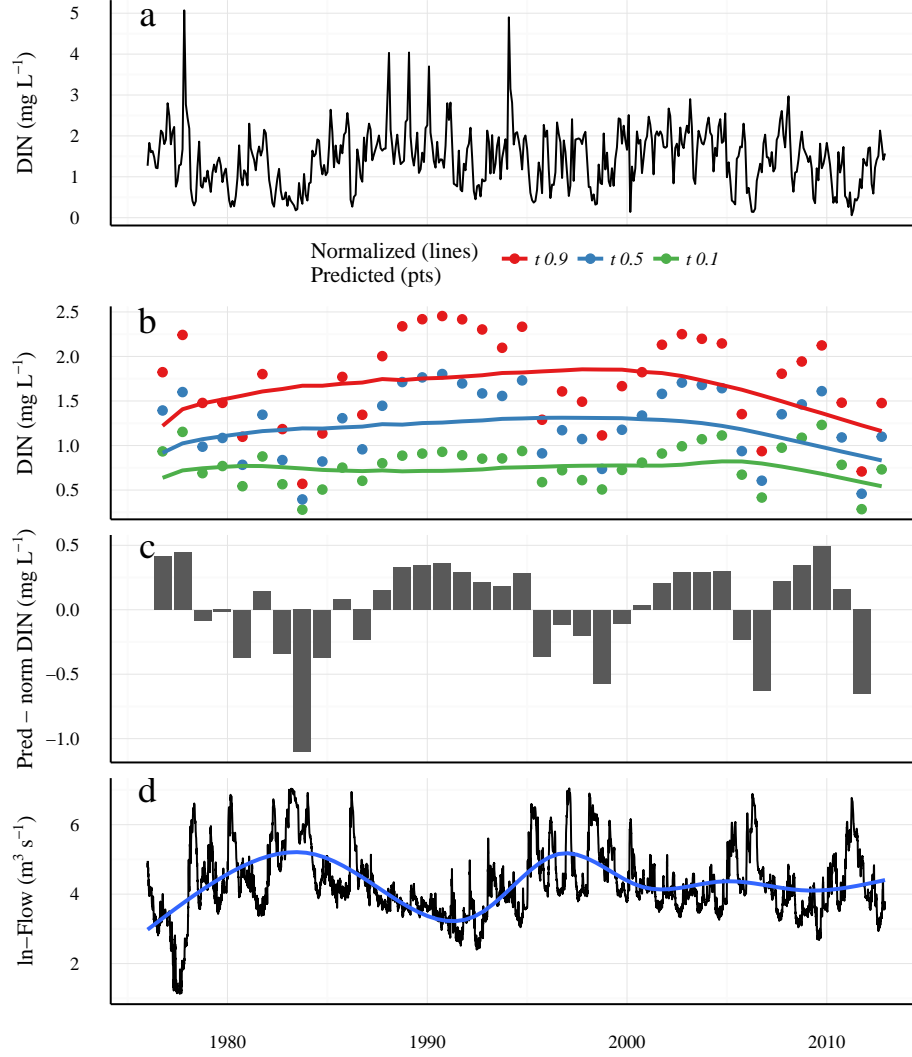 a
DIN (mg L⁻¹)
5
4
3
2
1
0
Normalized (lines)
Predicted (pts)
t 0.9 t 0.5 t 0.1
b
DIN (mg L⁻¹)
2.5
2.0
1.5
1.0
0.5
c
Pred − norm DIN (mg L⁻¹)
0.5
0.0
−0.5
−1.0
d
ln−Flow (m³ s⁻¹)
6
4
2
1980 1990 2000 2010